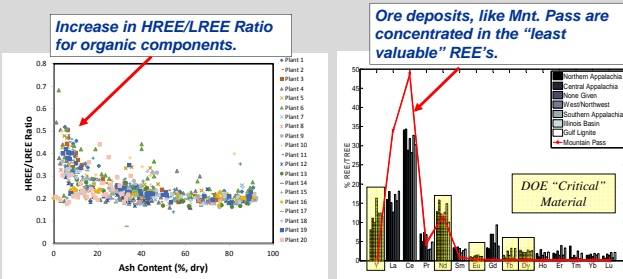 Increase in HREE/LREE Ratio
for organic components.
0.8
0.7
0.6
0.5
0.4
0.3
0.2
0.1
0
0
20
40
60
80
100
HREE/LREE Ratio
Ash Content (%, dry)
Plant 1
Plant 2
Plant 3
Plant 4
Plant 5
Plant 6
Plant 7
Plant 8
Plant 9
Plant 10
Plant 11
Plant 12
Plant 13
Plant 14
Plant 15
Plant 16
Plant 17
Plant 18
Plant 19
Plant 20
Ore deposits, like Mnt. Pass are
concentrated in the "least
valuable" REE's.
50
45
40
35
30
25
20
15
10
5
0
% REE/TREE
Northern Appalachia
Central Appalachia
None Given
West/Northwest
Southern Appalachia
Illinois Basin
Gulf Lignite
Mountain Pass
DOE "Critical"
Material
Y La Ce Pr Nd Sm Eu Gd Tb Dy Ho Er Tm Yb Lu